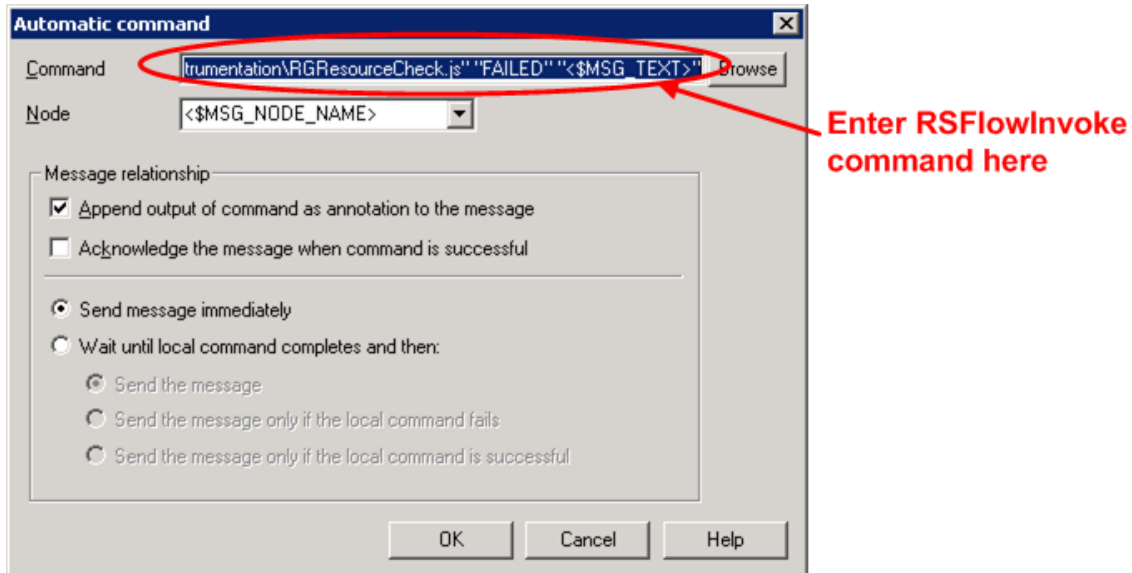 Automatic command
Command trumentation\RGResourceCheck.js" "FAILED" "<$MSG_TEXT>" Browse
Node <$MSG_NODE_NAME>
Enter RSFlowInvoke
command here
Message relationship
Append output of command as annotation to the message
Acknowledge the message when command is successful
Send message immediately
Wait until local command completes and then:
Send the message
Send the message only if the local command fails
Send the message only if the local command is successful
OK Cancel Help